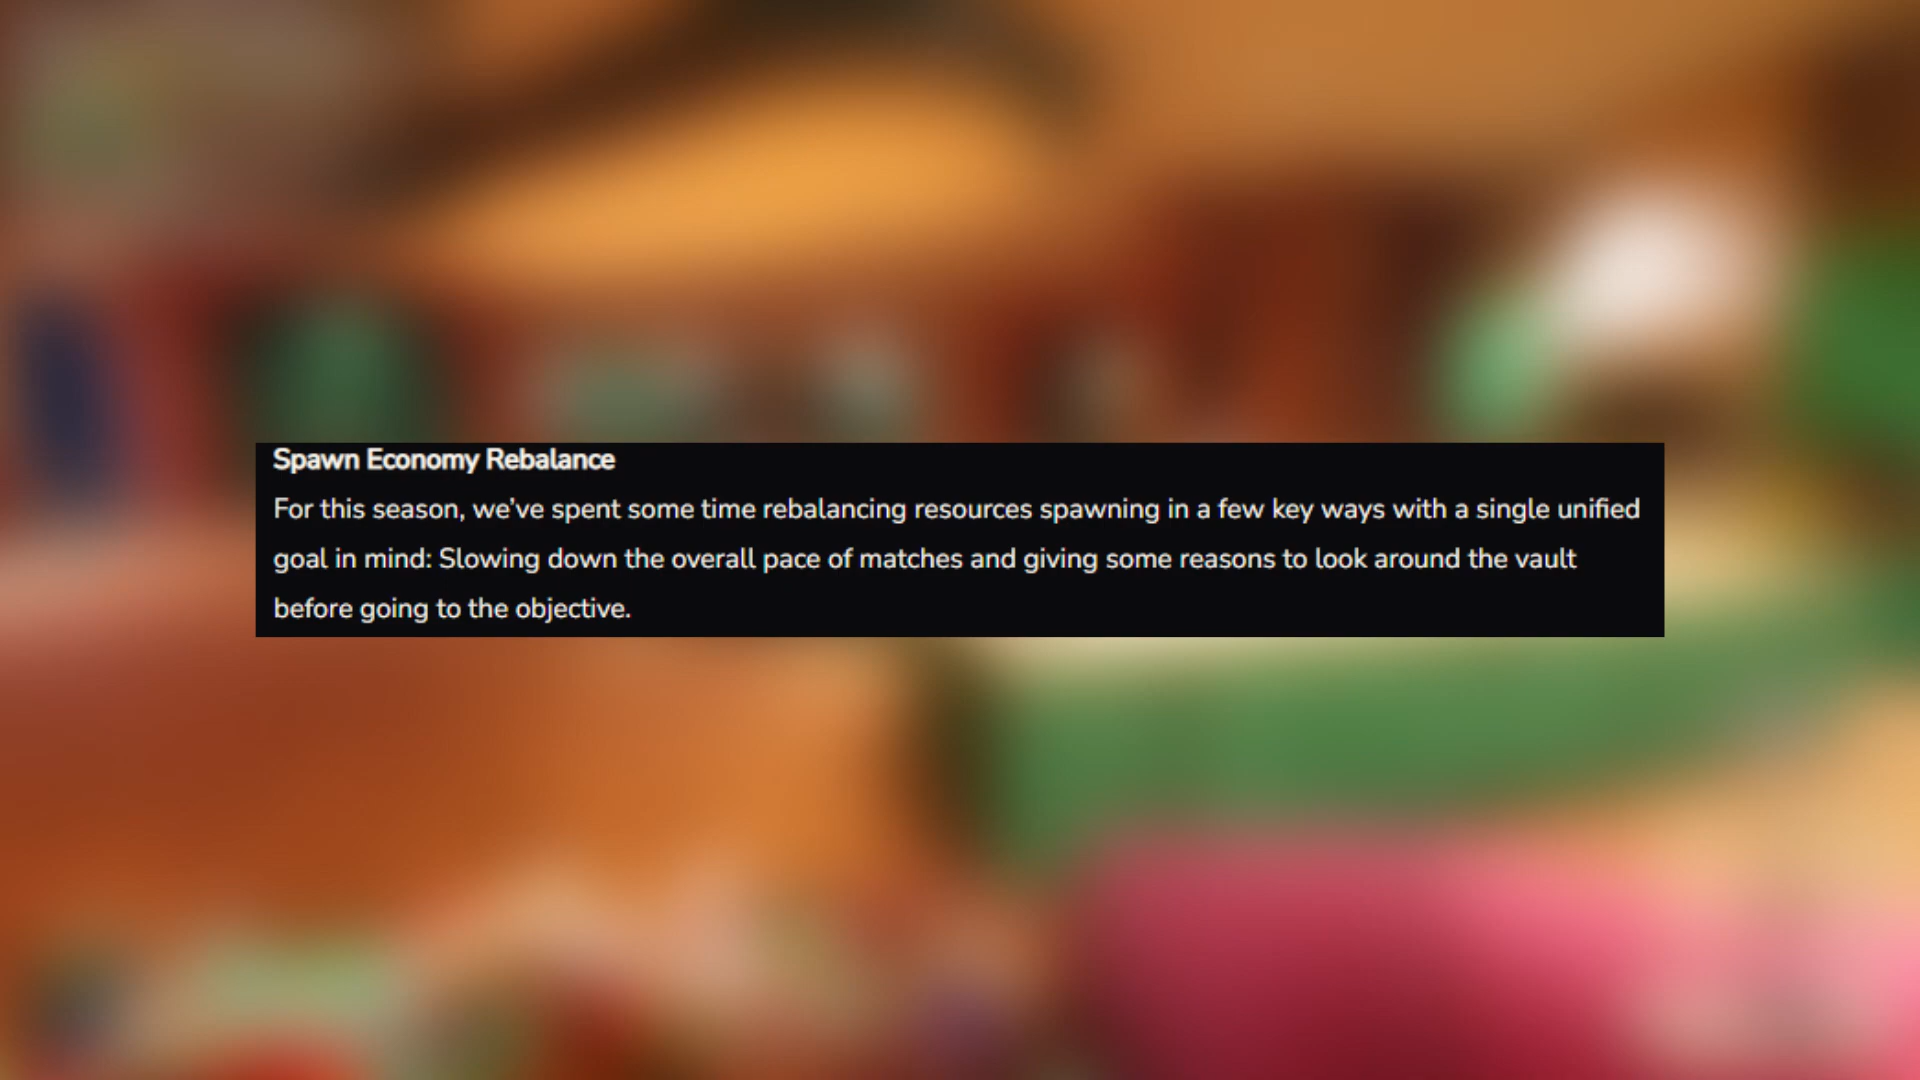 Spawn Economy Rebalance
For this season, we've spent some time rebalancing resources spawning in a few key ways with a single unified
goal in mind: Slowing down the overall pace of matches and giving some reasons to look around the vault
before going to the objective.